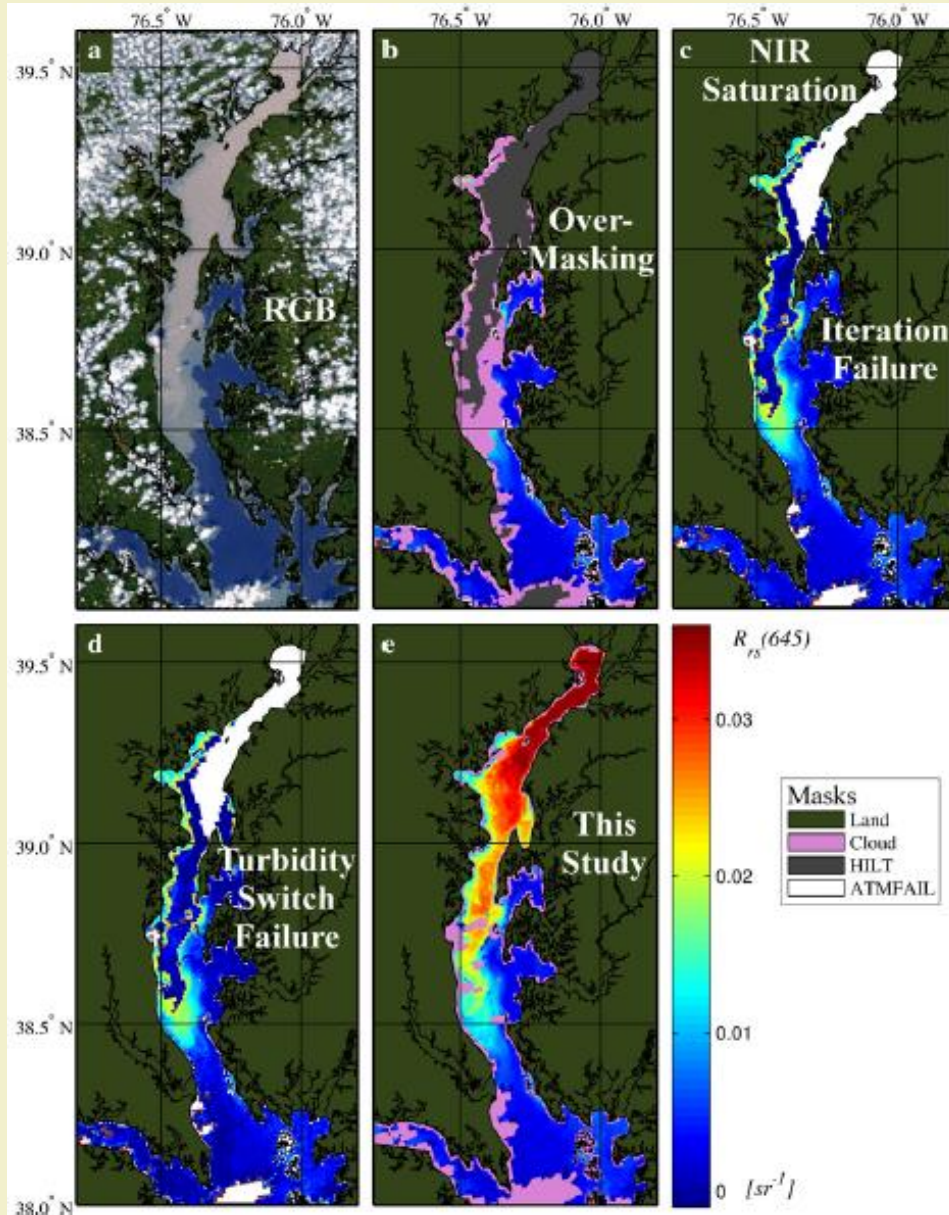 76.5° W
76.0° W
76.5° W
76.0° W
76.5° W
76.0° W
a
b
c
39.5° N
39.0° N
38.5° N
RGB
Over-
Masking
NIR
Saturation
Iteration
Failure
d
e
39.5° N
39.0° N
38.5° N
38.0° N
Turbidity
Switch
Failure
This
Study
R_rs(645)
0.03
0.02
0.01
0
[sr⁻¹]
Masks
Land
Cloud
HILT
ATMFAIL